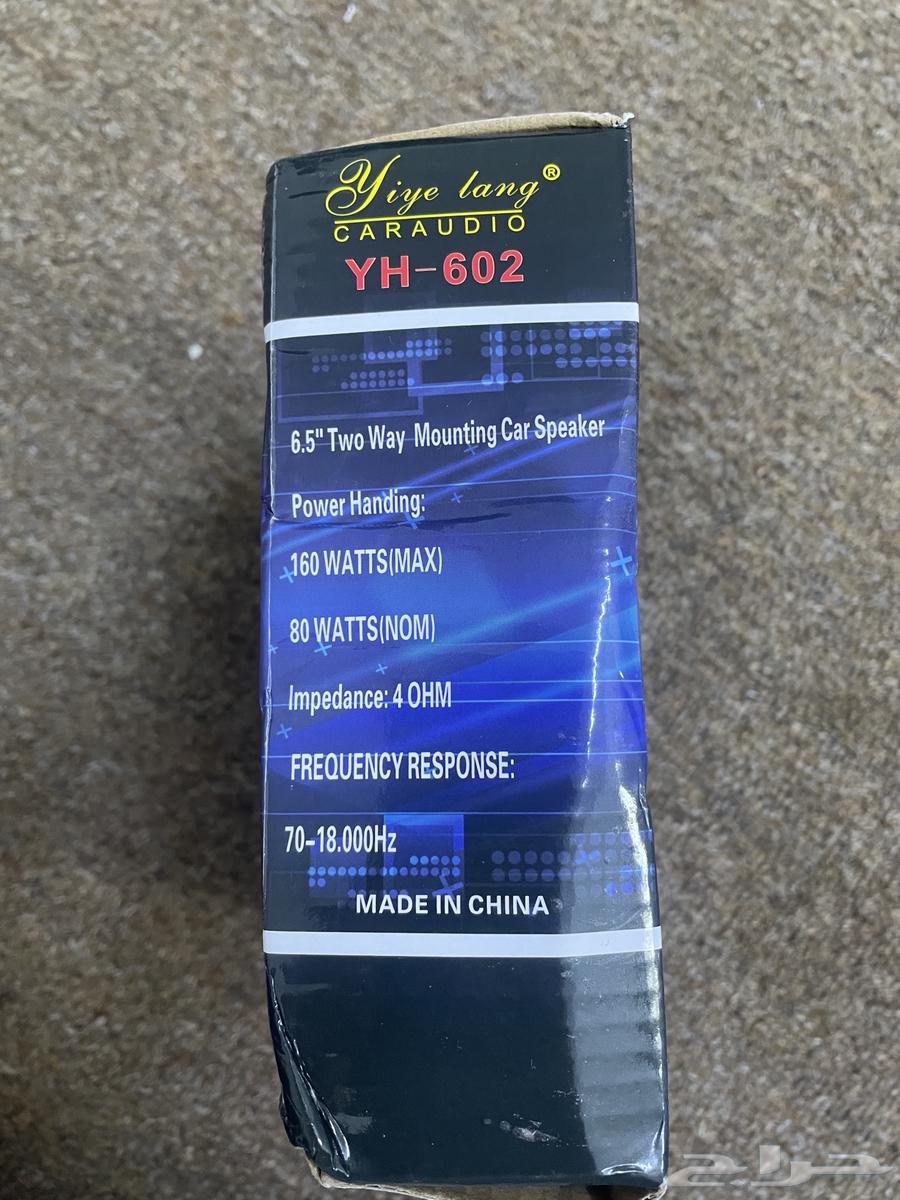 Yiye lang®
CARAUDIO
YH-602
6.5" Two Way Mounting Car Speaker
Power Handing:
160 WATTS(MAX)
80 WATTS(NOM)
Impedance: 4 OHM
FREQUENCY RESPONSE:
70-18.000Hz
MADE IN CHINA
حراج